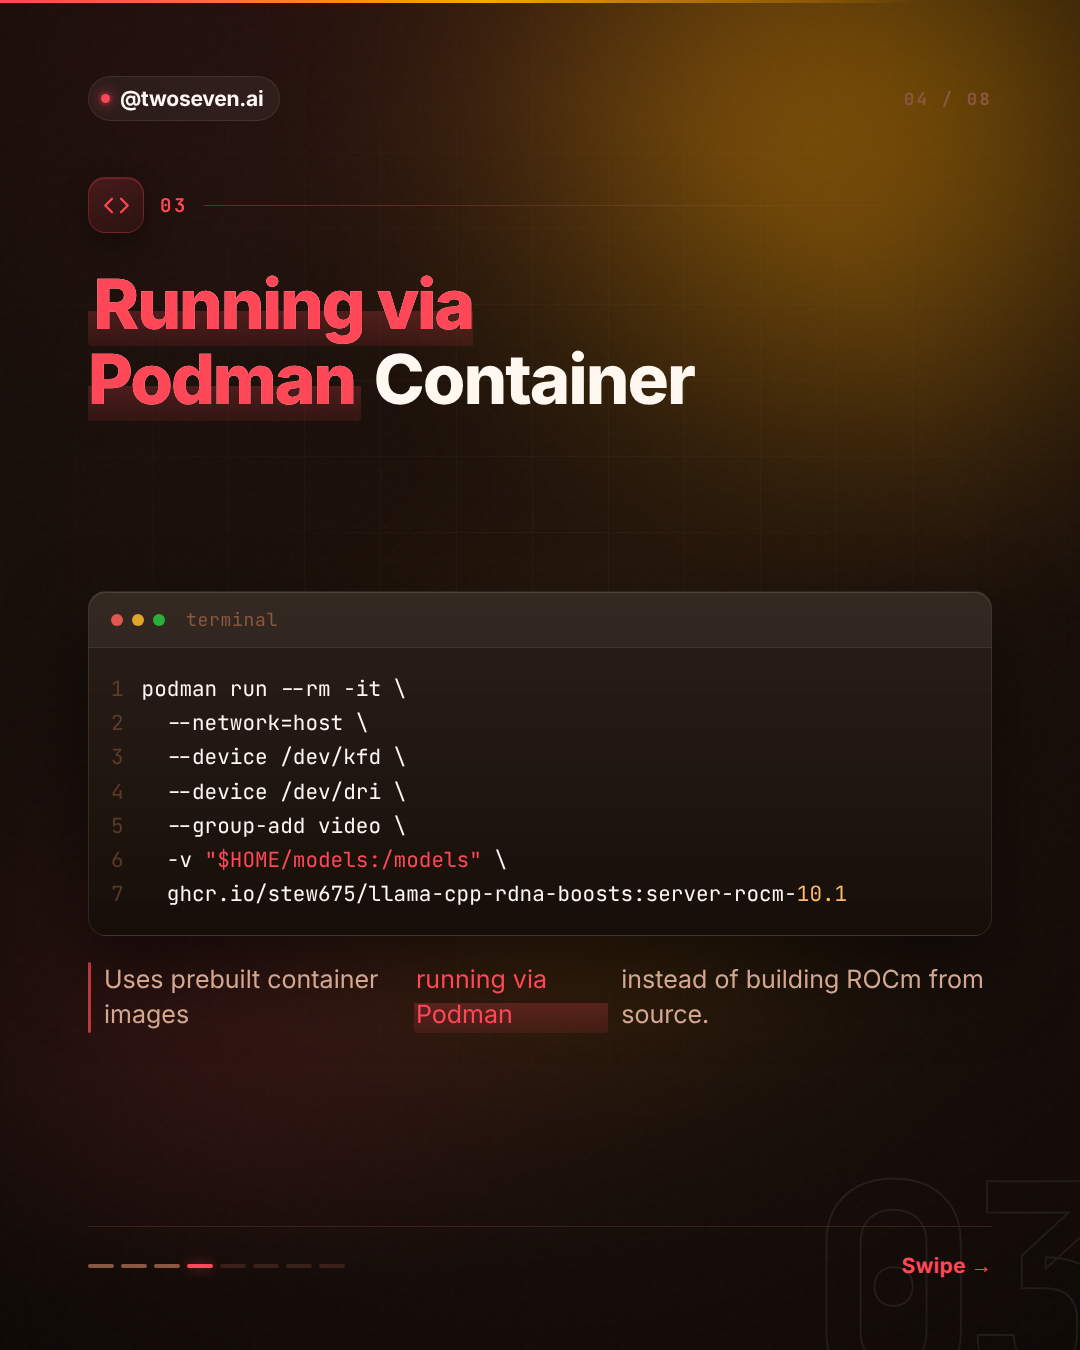 @twoseven.ai
04 / 08
03
Running via
Podman Container
terminal
1 podman run --rm -it \
2   --network=host \
3   --device /dev/kfd \
4   --device /dev/dri \
5   --group-add video \
6   -v "$HOME/models:/models" \
7   ghcr.io/stew675/llama-cpp-rdna-boosts:server-rocm-10.1
Uses prebuilt container
images
running via
Podman
instead of building ROCm from
source.
03
Swipe →